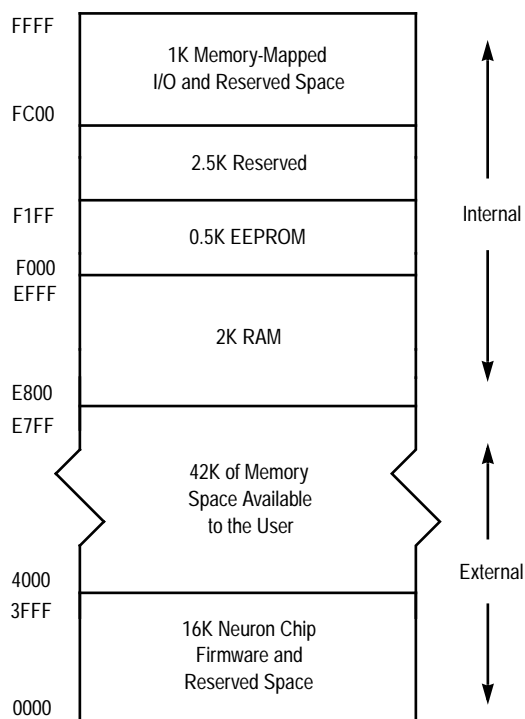 FFFF
1K Memory-Mapped
I/O and Reserved Space
FC00
2.5K Reserved
F1FF
0.5K EEPROM
Internal
F000
EFFF
2K RAM
E800
E7FF
42K of Memory
Space Available
to the User
External
4000
3FFF
16K Neuron Chip
Firmware and
Reserved Space
0000